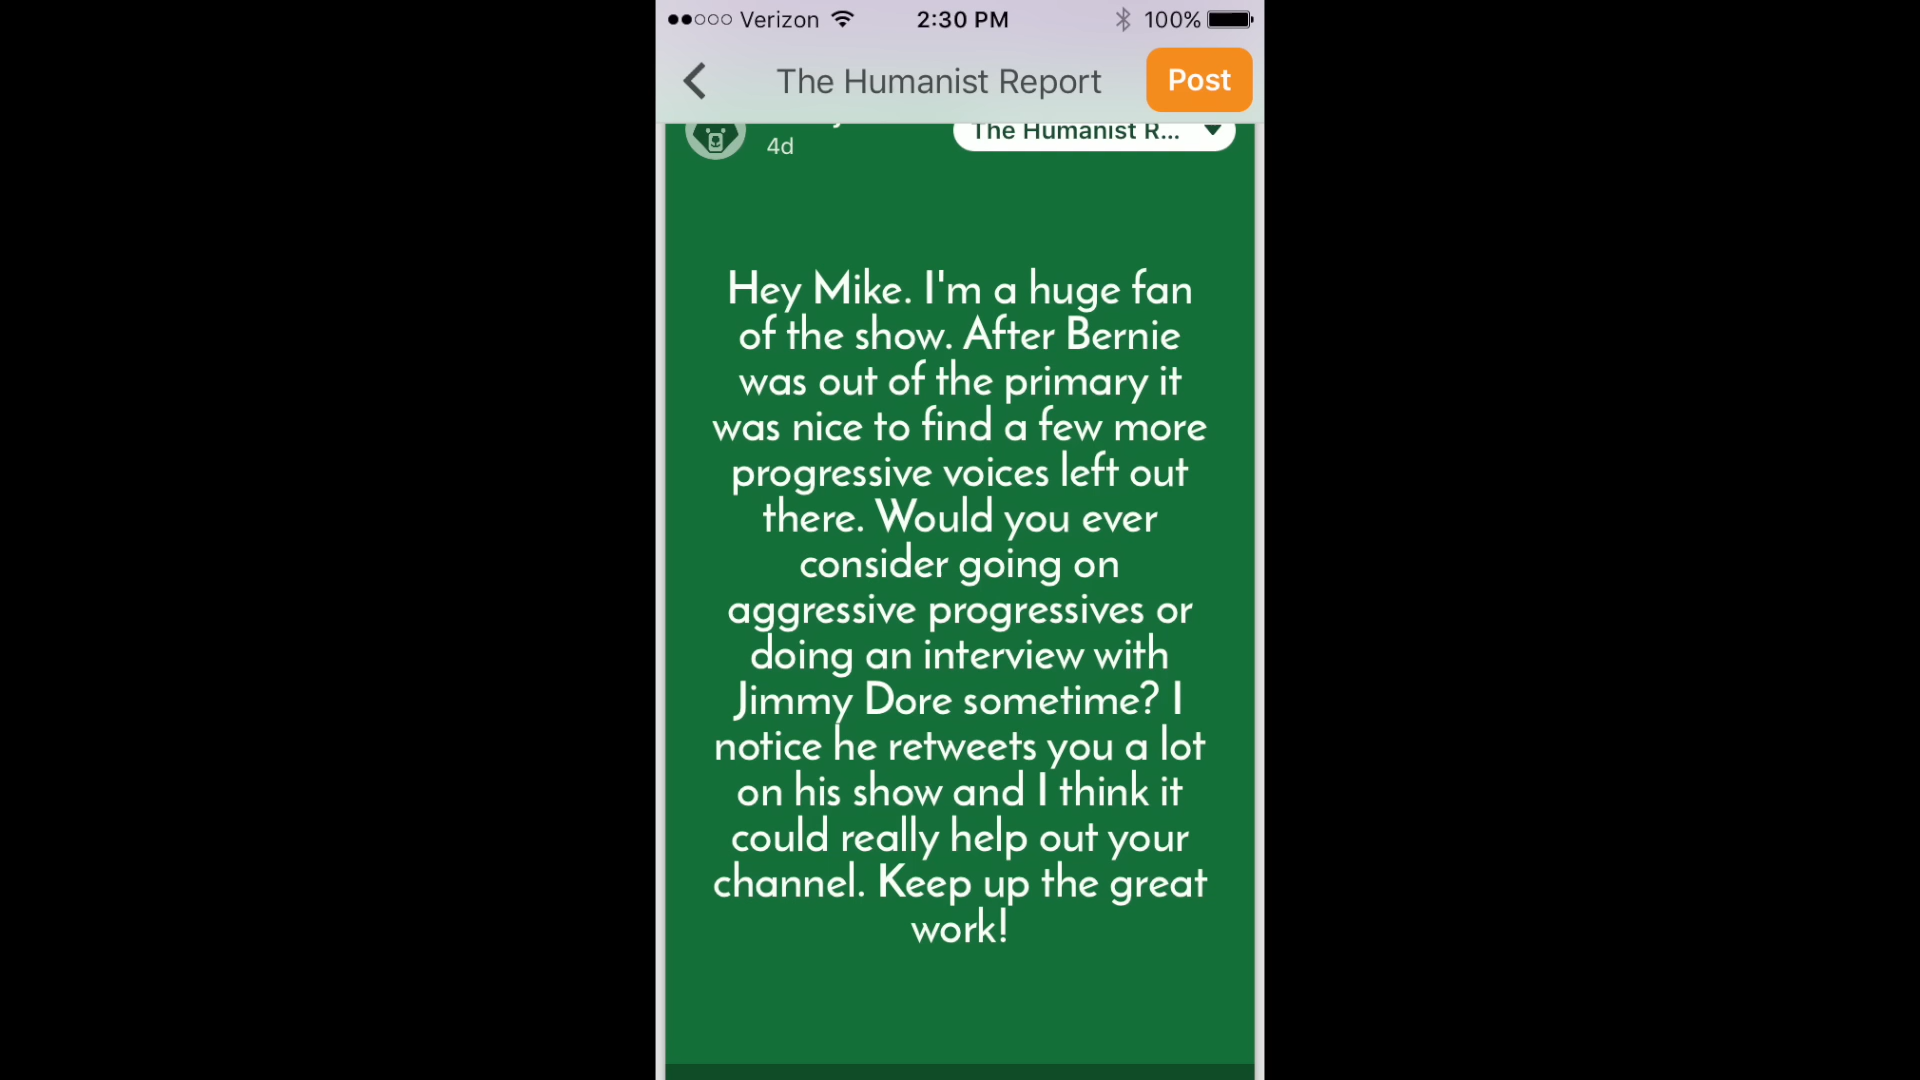 Verizon 2:30 PM 100%
The Humanist Report Post
The Humanist R...
4d
Hey Mike. I'm a huge fan
of the show. After Bernie
was out of the primary it
was nice to find a few more
progressive voices left out
there. Would you ever
consider going on
aggressive progressives or
doing an interview with
Jimmy Dore sometime? I
notice he retweets you a lot
on his show and I think it
could really help out your
channel. Keep up the great
work!